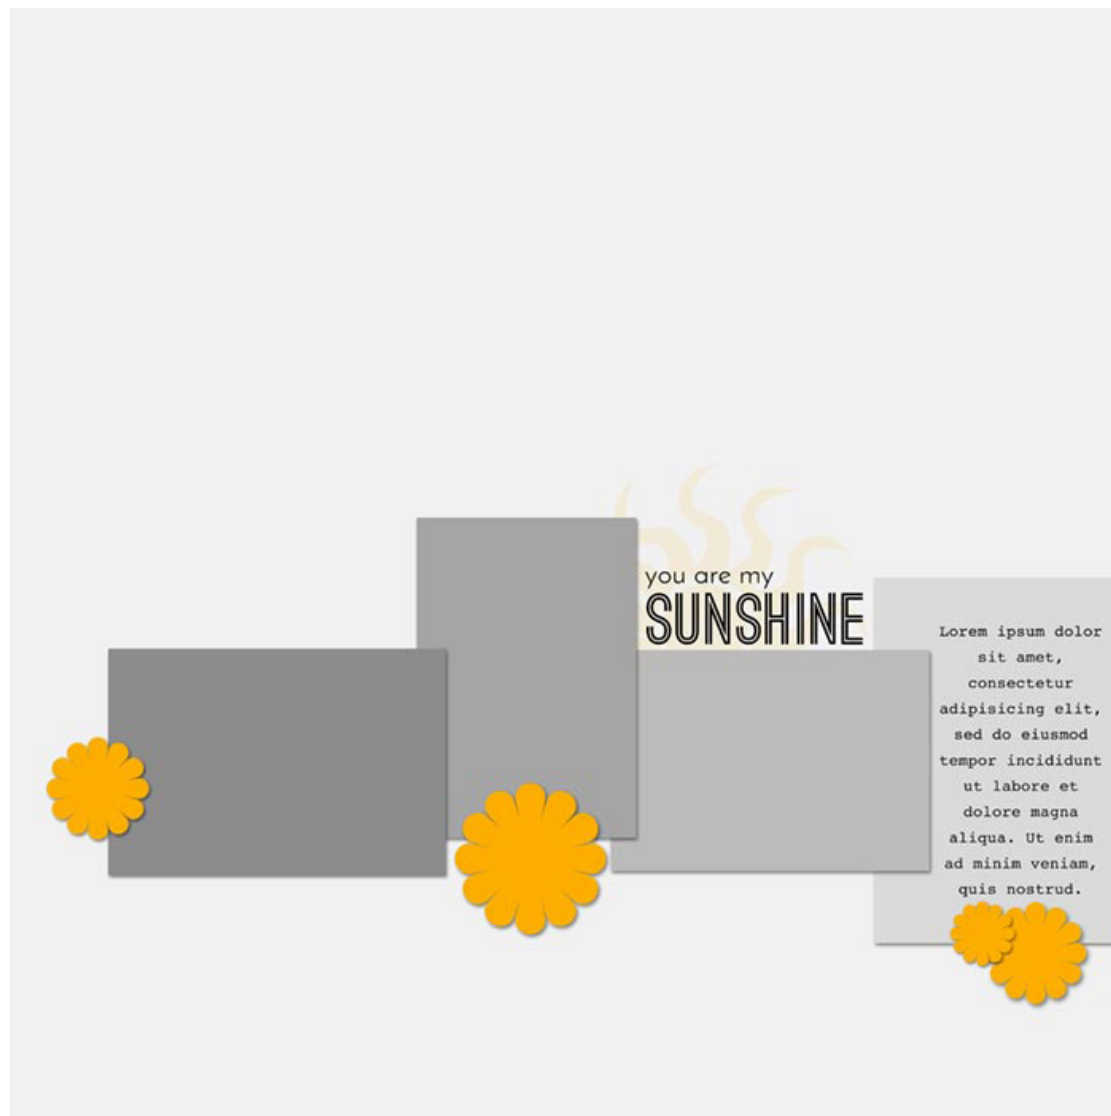 you are my
SUNSHINE
Lorem ipsum dolor
sit amet,
consectetur
adipisicing elit,
sed do eiusmod
tempor incididunt
ut labore et
dolore magna
aliqua. Ut enim
ad minim veniam,
quis nostrud.